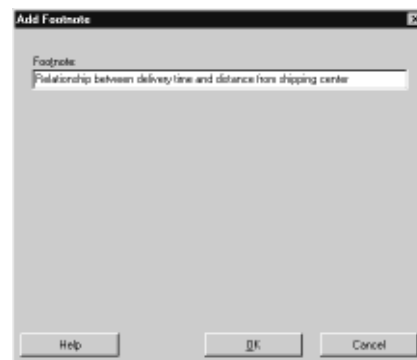 Add Footnote
Footnote:
Relationship between delivery time and distance from shipping center
Help
OK
Cancel